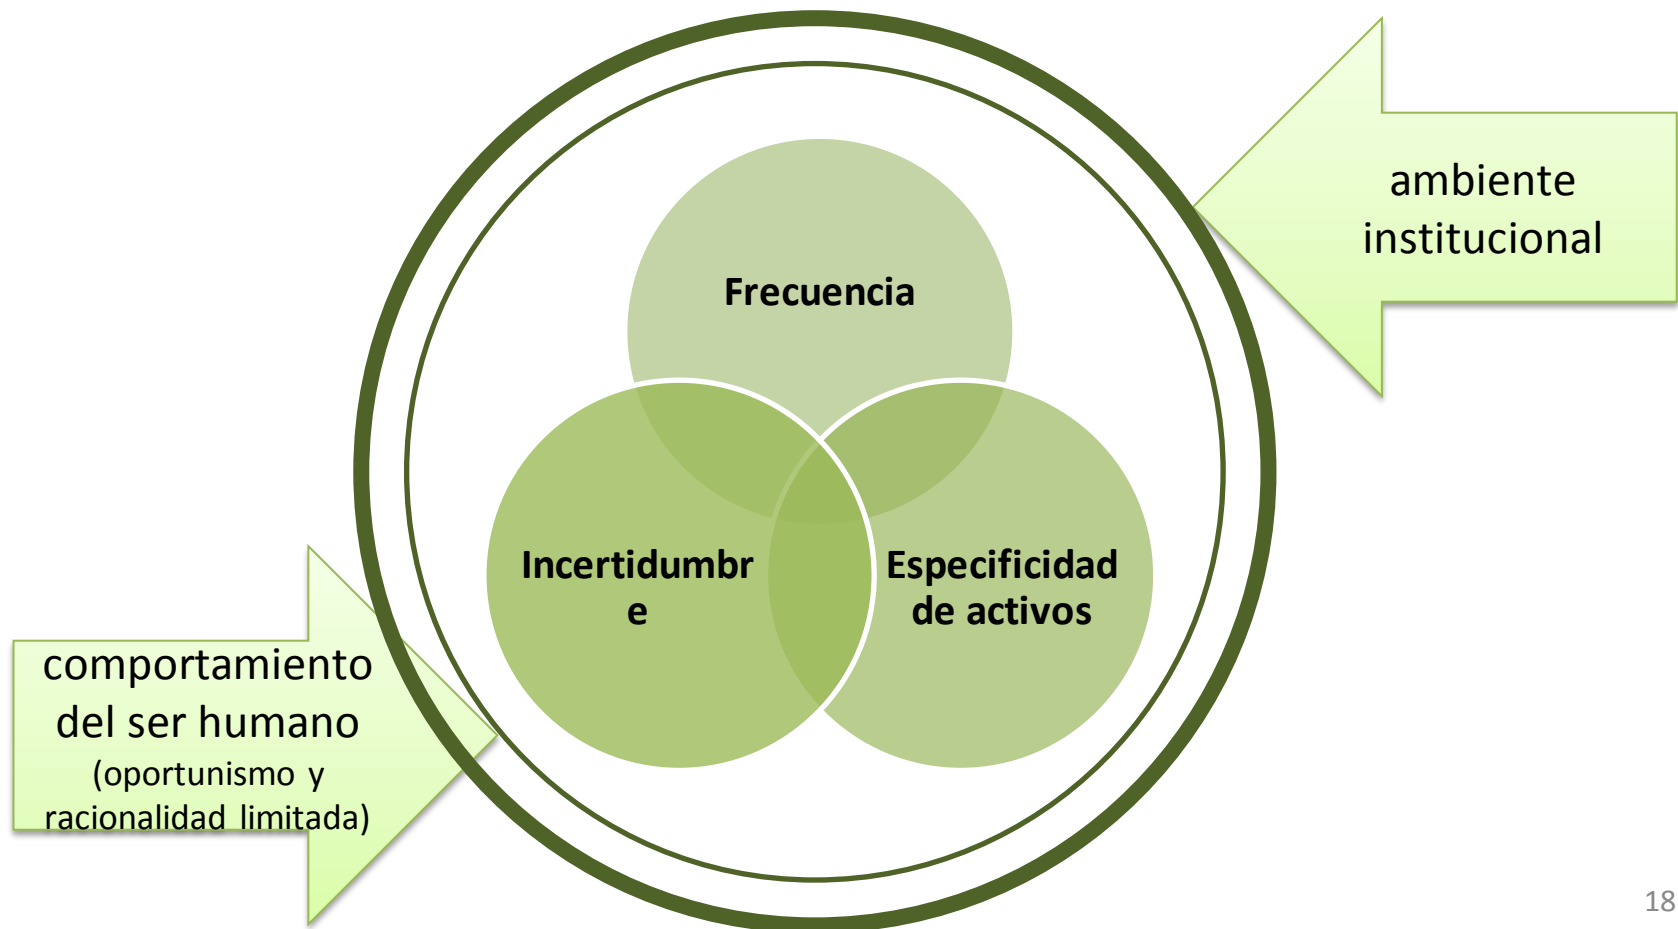 ambiente
institucional
Frecuencia
Incertidumbr
e
Especificidad
de activos
comportamiento
del ser humano
(oportunismo y
racionalidad limitada)
18